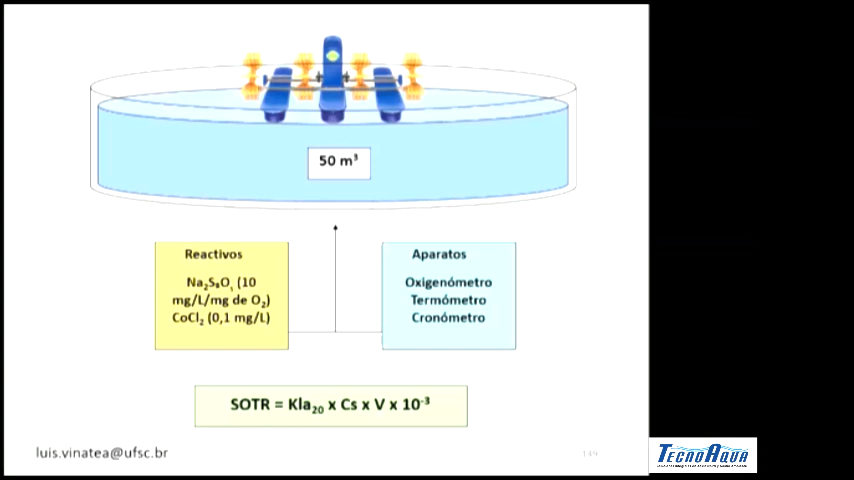 50 m³
Reactivos
(10
mg/L/mg de O₂)
CoCl₂ (0,1 mg/L)
Aparatos
Oxigenómetro
Termómetro
Cronómetro
SOTR = Kla₂₀ x Cs x V x 10⁻³
luis.vinatea@ufsc.br
TECNOAQUA